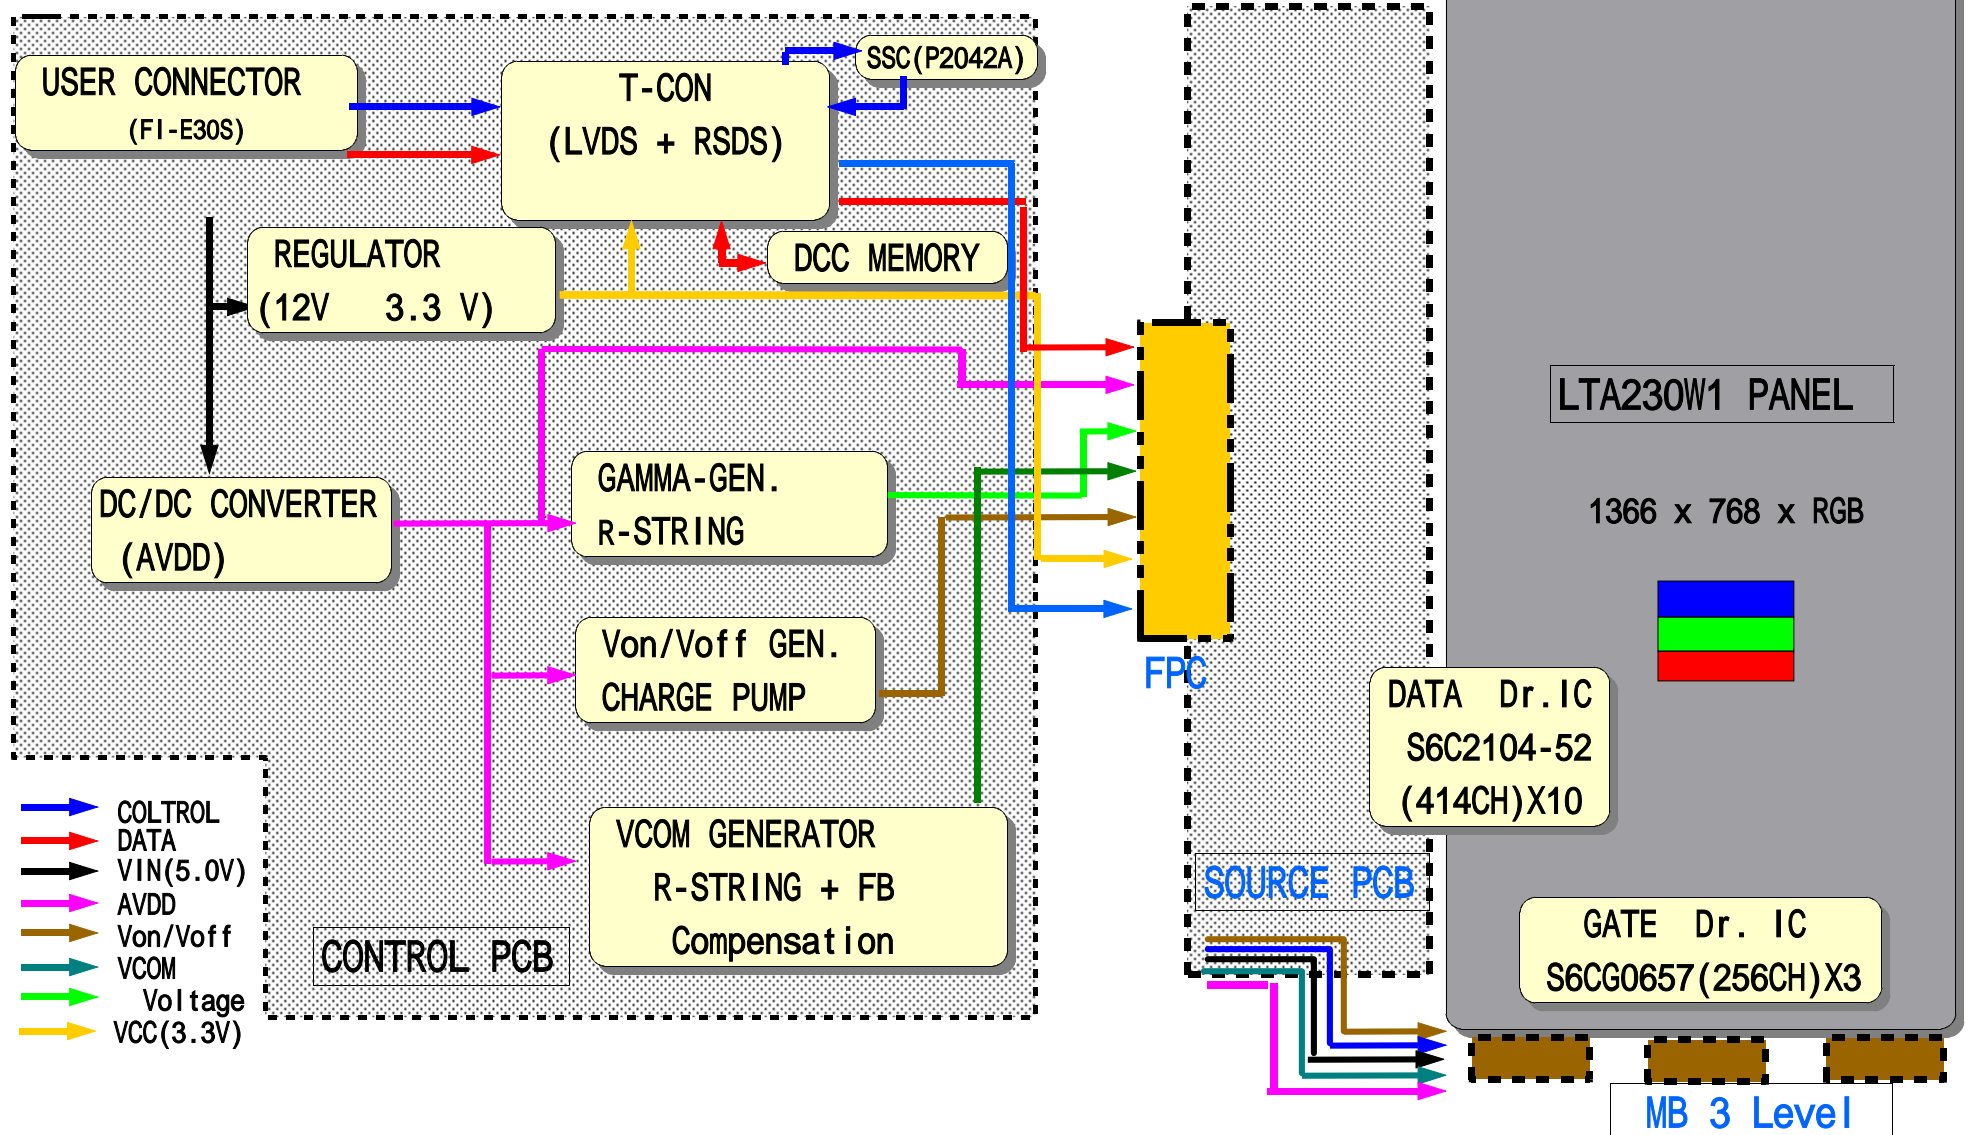 USER CONNECTOR
(FI-E30S)
T-CON
(LVDS + RSDS)
SSC(P2042A)
REGULATOR
(12V 3.3 V)
DCC MEMORY
DC/DC CONVERTER
(AVDD)
GAMMA-GEN.
R-STRING
Von/Voff GEN.
CHARGE PUMP
VCOM GENERATOR
R-STRING + FB
Compensation
CONTROL PCB
COLTROL
DATA
VIN(5.0V)
AVDD
Von/Voff
VCOM
Voltage
VCC(3.3V)
FPC
SOURCE PCB
LTA230W1 PANEL
1366 x 768 x RGB
DATA Dr.IC
S6C2104-52
(414CH)X10
GATE Dr. IC
S6CG0657(256CH)X3
MB 3 Level